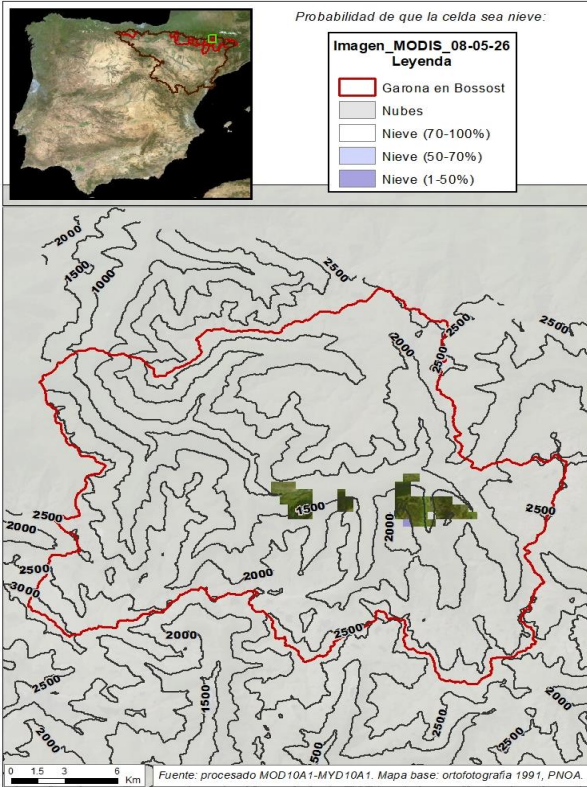 Probabilidad de que la celda sea nieve:
Imagen_MODIS_08-05-26
Leyenda
Garona en Bossost
Nubes
Nieve (70-100%)
Nieve (50-70%)
Nieve (1-50%)
2000
1500
1000
2500
2500
2500
2000
2500
1500
2000
2500
2500
2000
2500
3000
2000
2500
2000
1500
2500
2000
1500
2500
2000
2500
0 1.5 3 6
Km
Fuente: procesado MOD10A1-MYD10A1. Mapa base: ortofotografía 1991, PNOA.